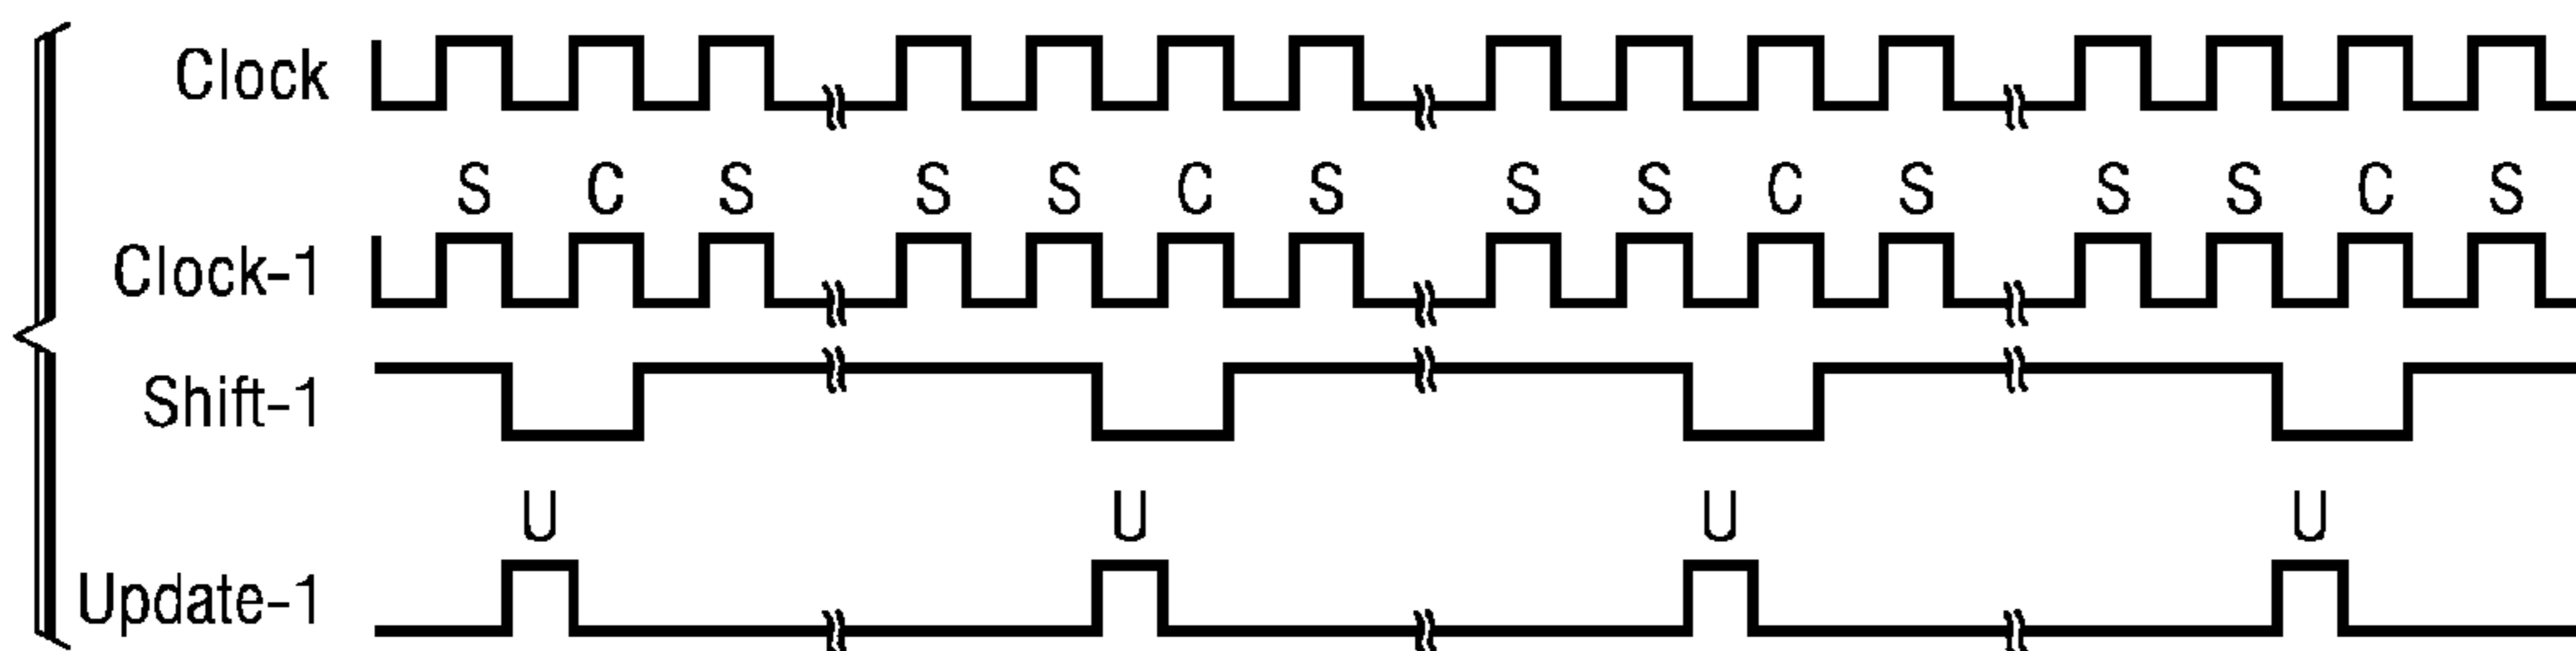 Clock
S C S S S C S S S C S S S C S
Clock-1
Shift-1
U U U U
Update-1